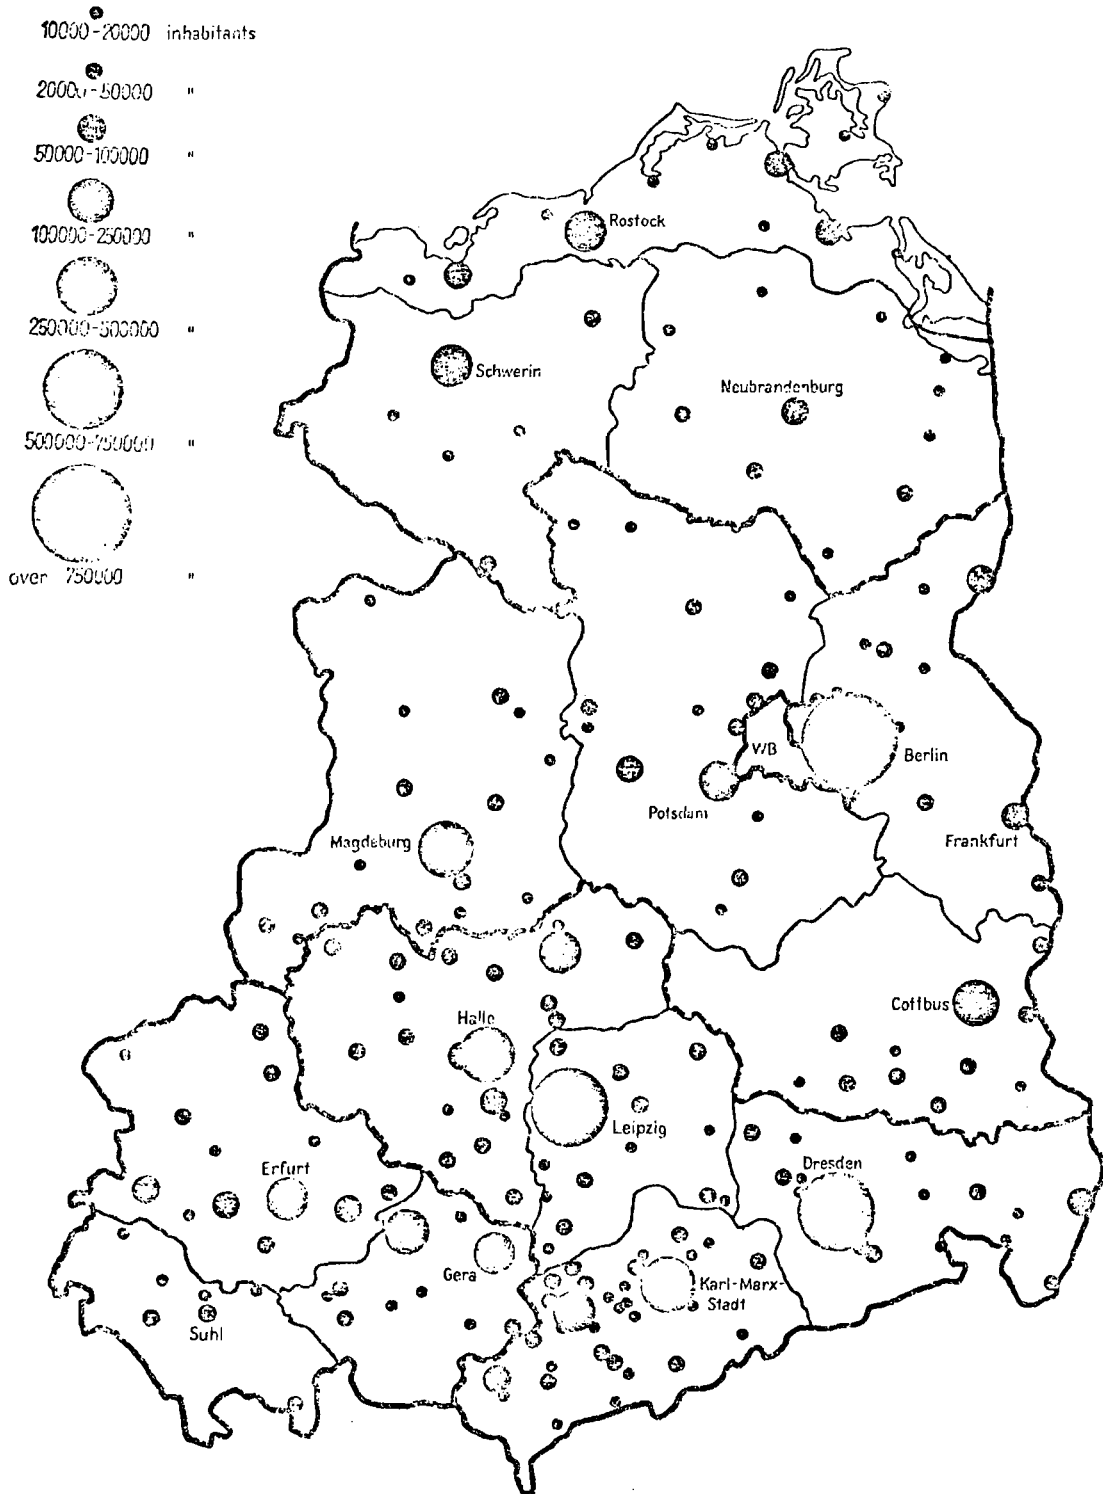 10000-20000 inhabitants
20000-50000 "
50000-100000 "
100000-250000 "
250000-500000 "
500000-750000 "
over 750000 "
Rostock
Schwerin
Neubrandenburg
WB
Berlin
Potsdam
Magdeburg
Frankfurt
Cottbus
Halle
Leipzig
Erfurt
Dresden
Gera
Karl-Marx-
Stadt
Suhl